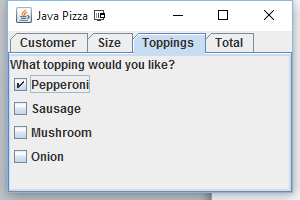 Java Pizza
Customer Size Toppings Total
What topping would you like?
Pepperoni
Sausage
Mushroom
Onion